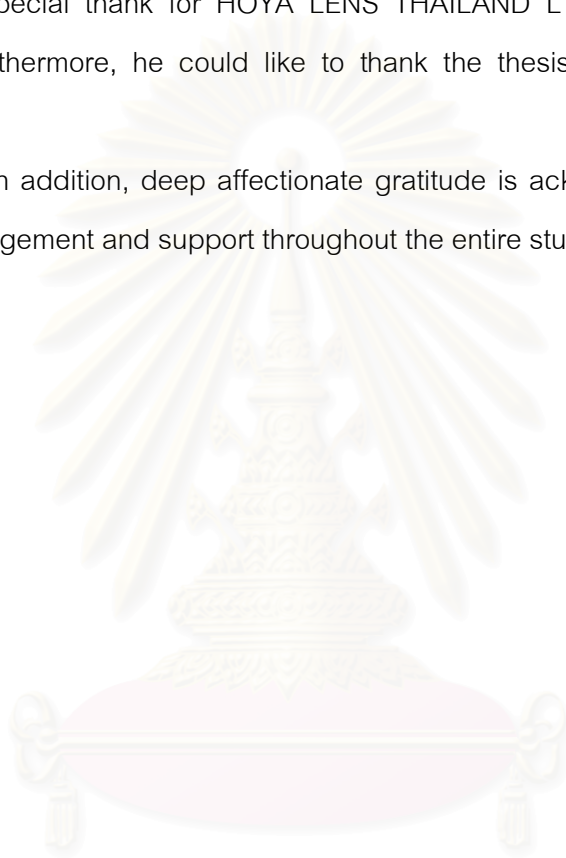 pecial thank for HOYA LENS THAILAND L
thermore, he could like to thank the thesis
n addition, deep affectionate gratitude is ack
gement and support throughout the entire stu